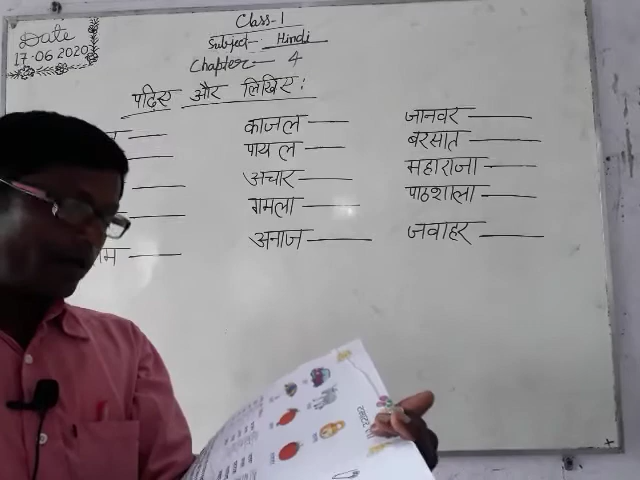 Date
17.06.2020
Class-1
Subject- Hindi
Chapter- 4
पढ़िए और लिखिए:
काजल
पायल
अचार
गमला
अनाज
जानवर
बरसात
महाराजा
पाठशाला
जवाहर